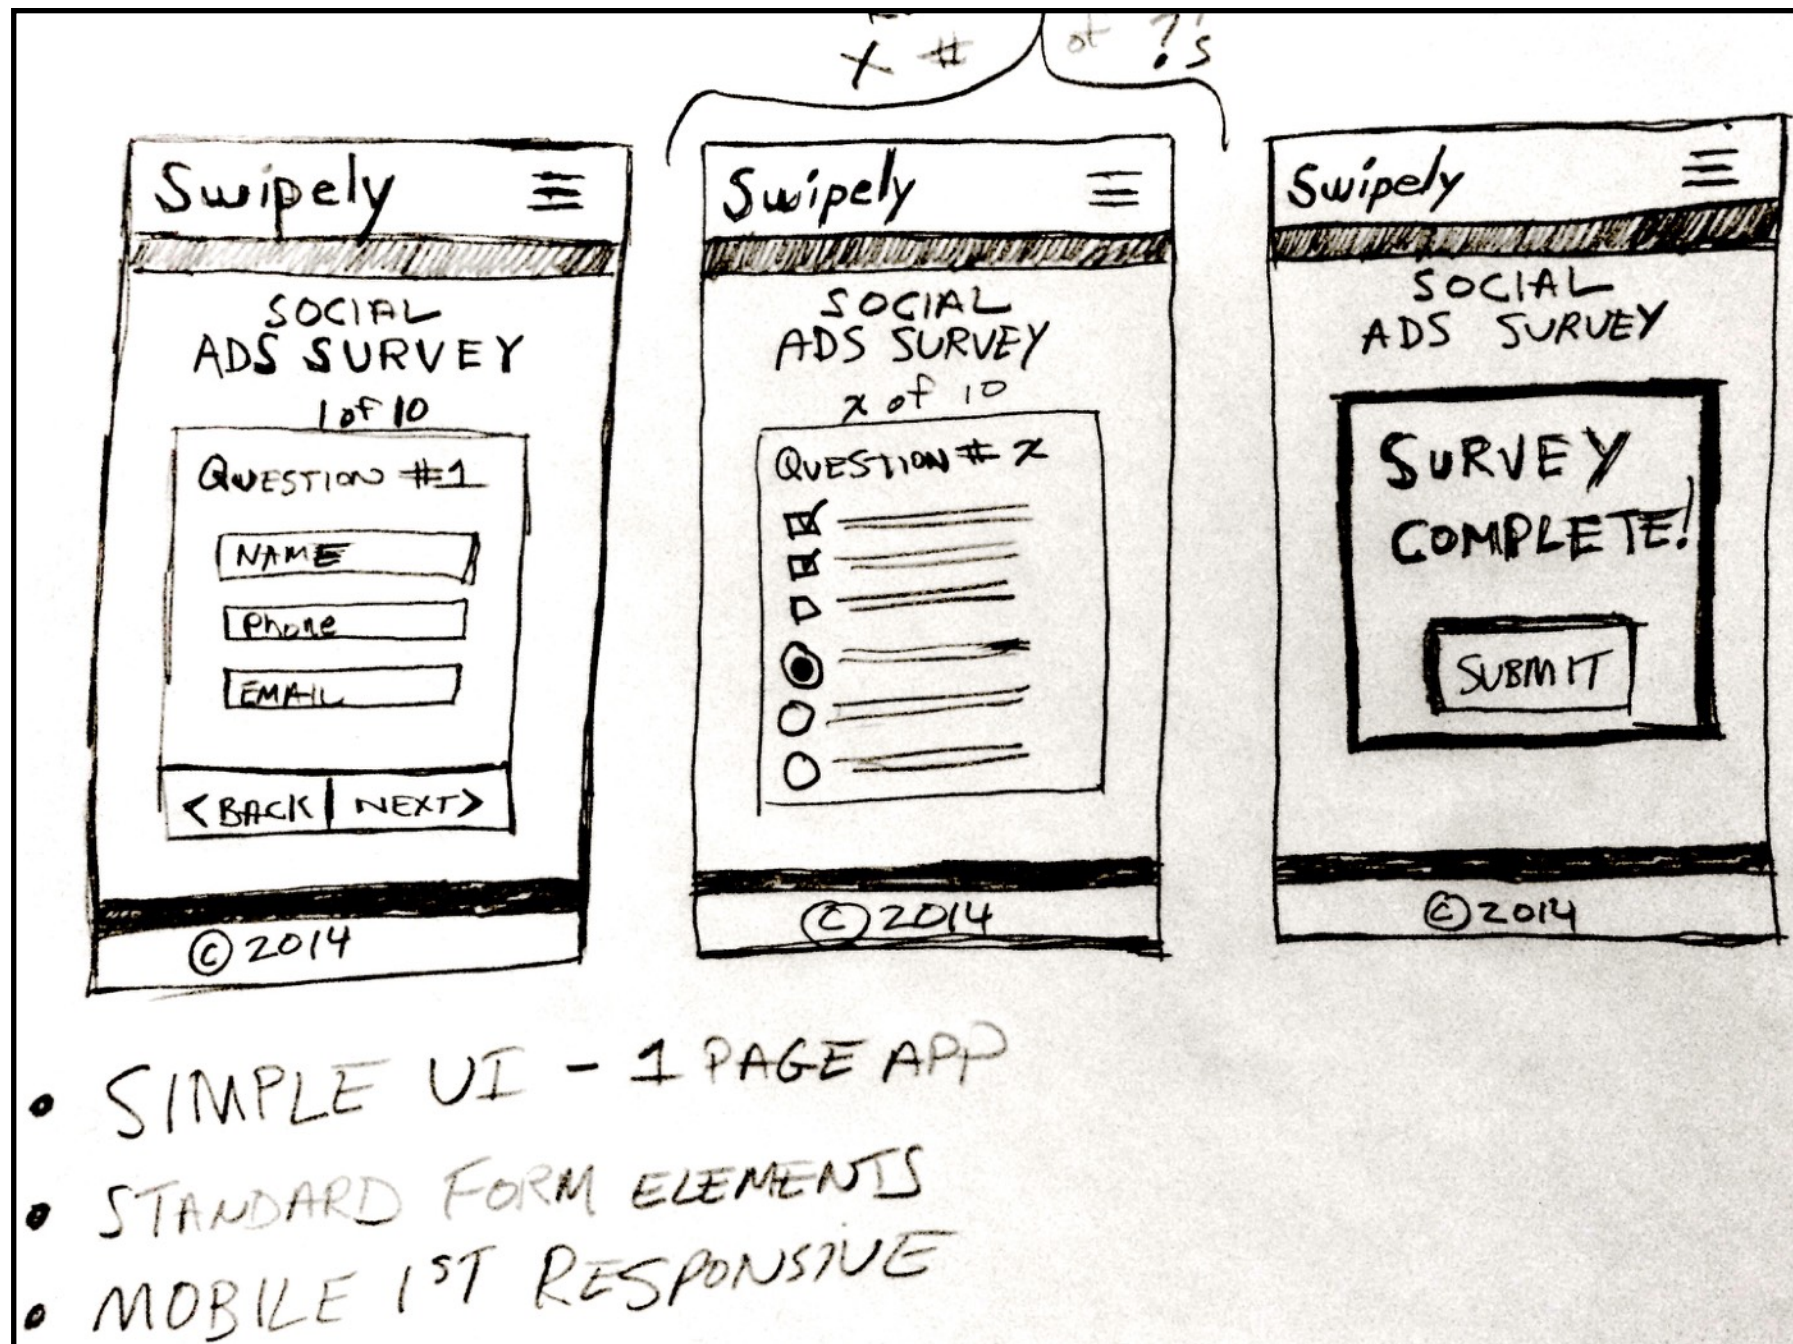 x # of ?'s
Swipely
SOCIAL
ADS SURVEY
1 of 10
QUESTION #1
NAME
Phone
EMAIL
<BACK
NEXT>
©2014
Swipely
SOCIAL
ADS SURVEY
x of 10
QUESTION # x
©2014
Swipely
SOCIAL
ADS SURVEY
SURVEY
COMPLETE!
SUBMIT
©2014
• SIMPLE UI - 1 PAGE APP
• STANDARD FORM ELEMENTS
• MOBILE 1ST RESPONSIVE